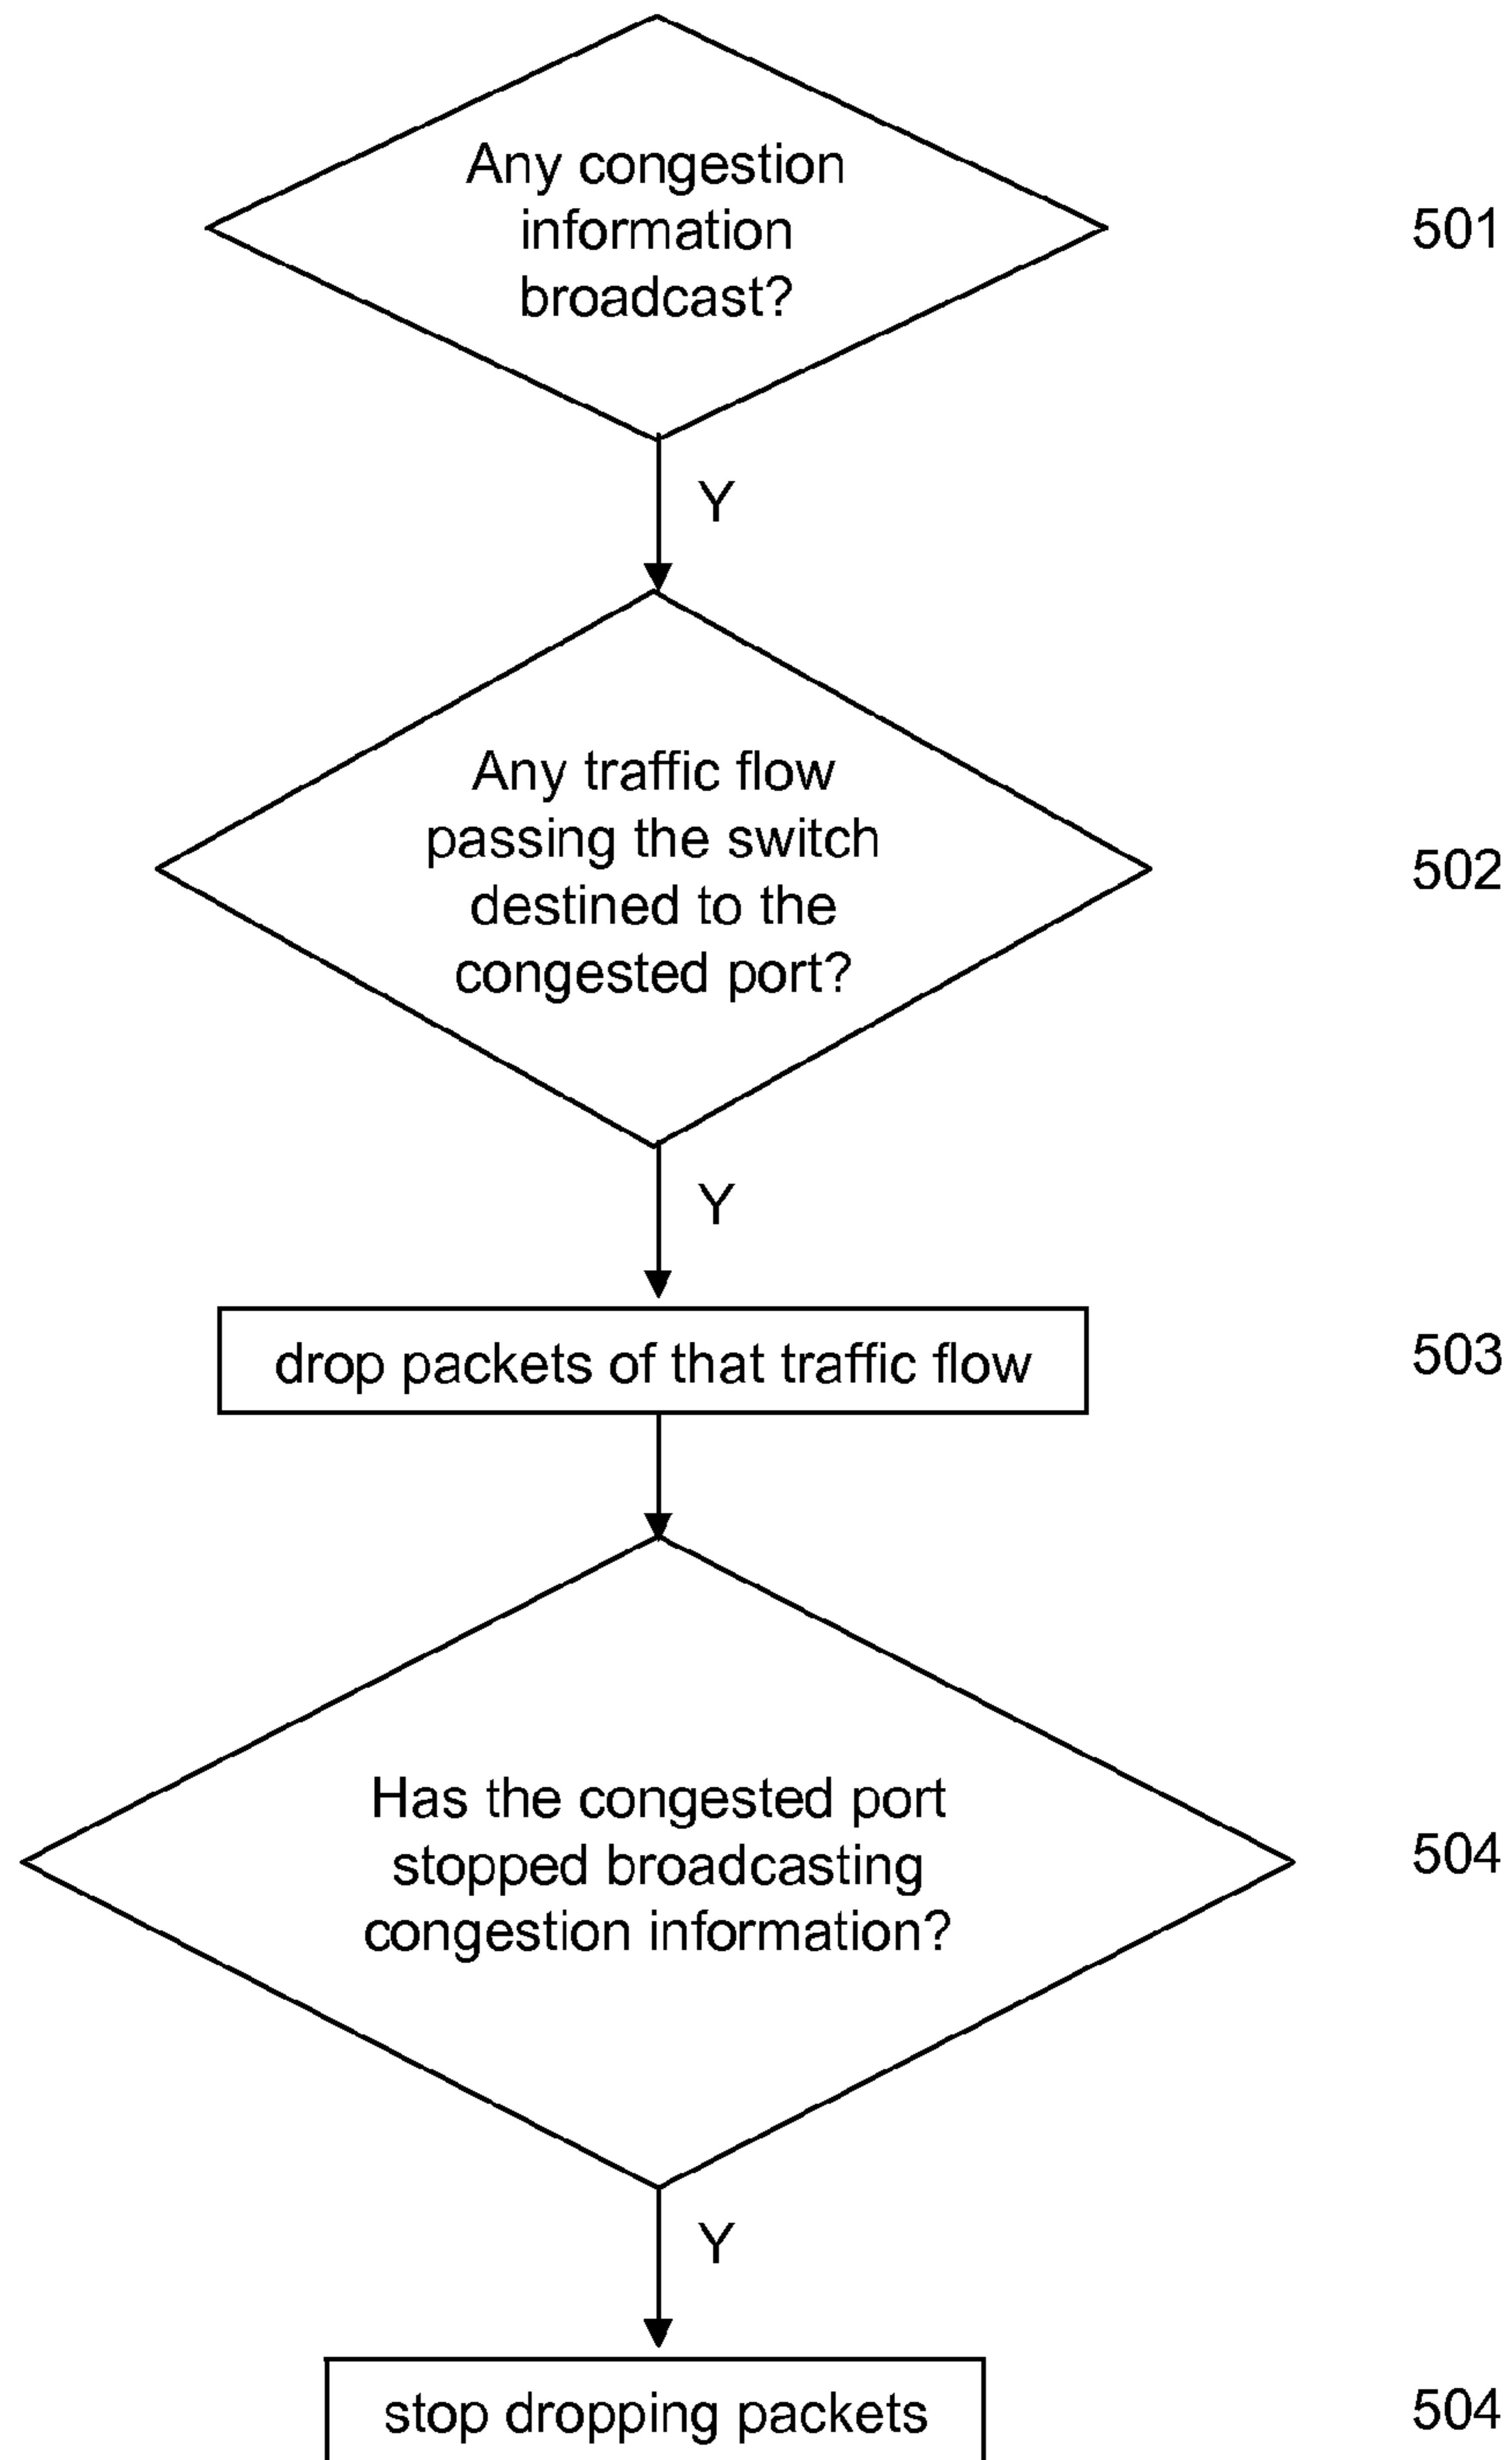 Any congestion
information
broadcast?
501
Y
Any traffic flow
passing the switch
destined to the
congested port?
502
Y
drop packets of that traffic flow
503
Has the congested port
stopped broadcasting
congestion information?
504
Y
stop dropping packets
504